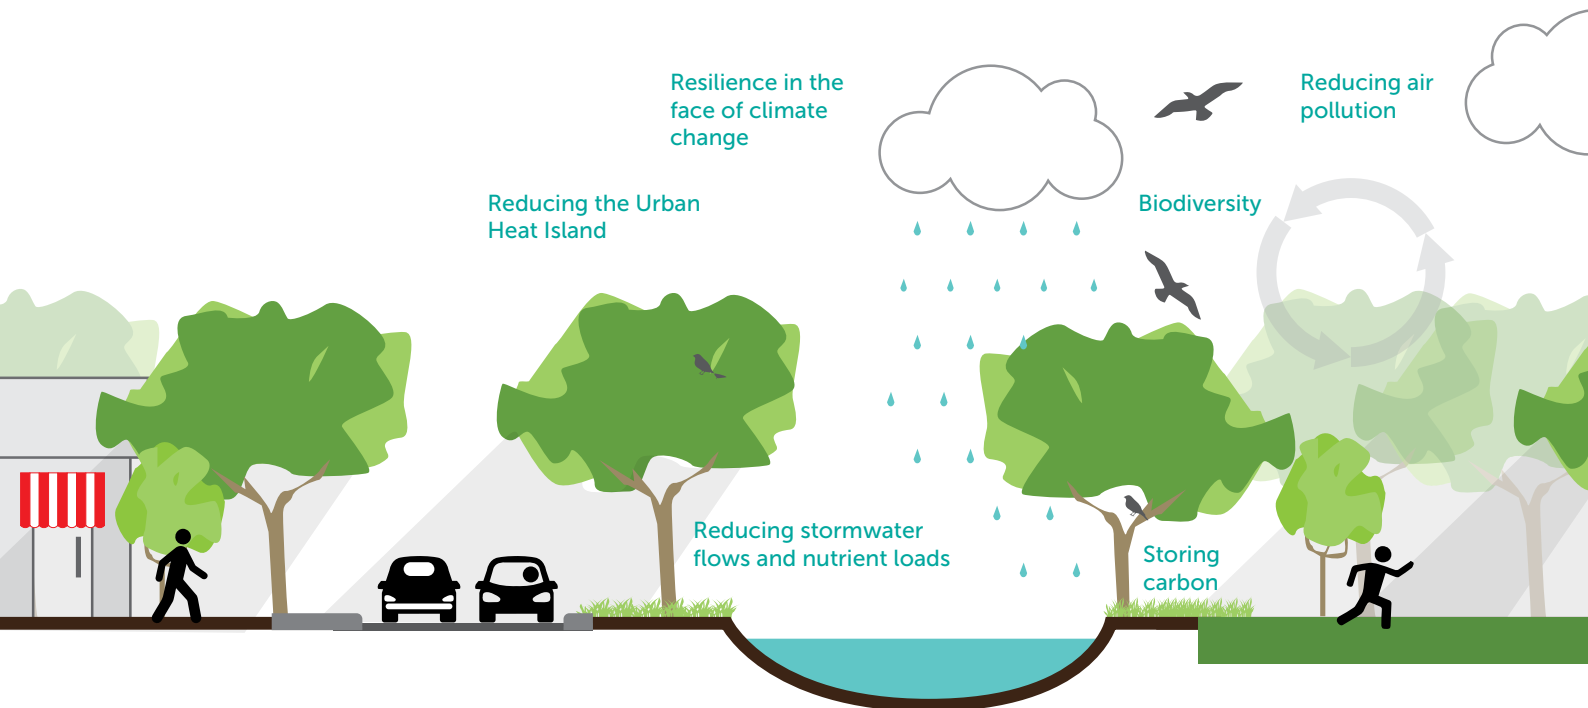 Resilience in the
face of climate
change
Reducing air
pollution
Reducing the Urban
Heat Island
Biodiversity
Reducing stormwater
flows and nutrient loads
Storing
carbon